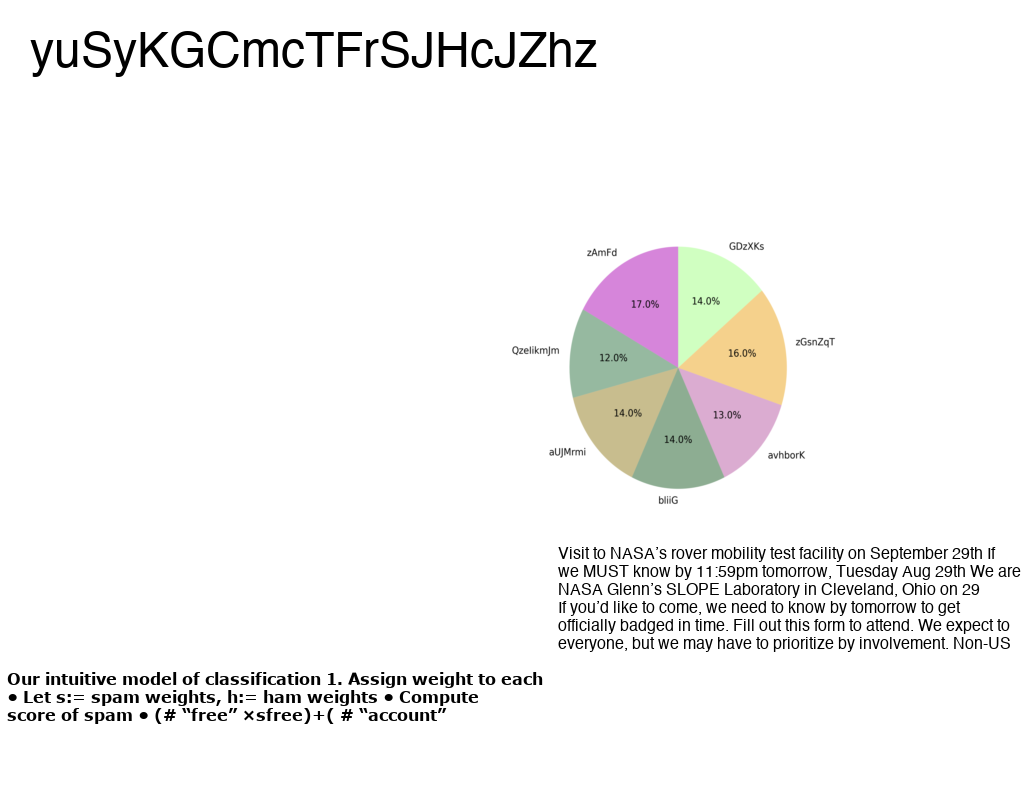 yuSyKGCmcTFrSJHcJZhz
GDzXKs
zAmFd
14.0%
17.0%
zGsnZqT
16.0%
QzelikmJm
12.0%
14.0%
13.0%
14.0%
aUJMrmi
avhborK
bliiG
Visit to NASA’s rover mobility test facility on September 29th If
we MUST know by 11:59pm tomorrow, Tuesday Aug 29th We are
NASA Glenn’s SLOPE Laboratory in Cleveland, Ohio on 29
If you’d like to come, we need to know by tomorrow to get
officially badged in time. Fill out this form to attend. We expect to
everyone, but we may have to prioritize by involvement. Non-US
Our intuitive model of classification 1. Assign weight to each
• Let s:= spam weights, h:= ham weights • Compute
score of spam • (# “free” ×sfree)+( # “account”